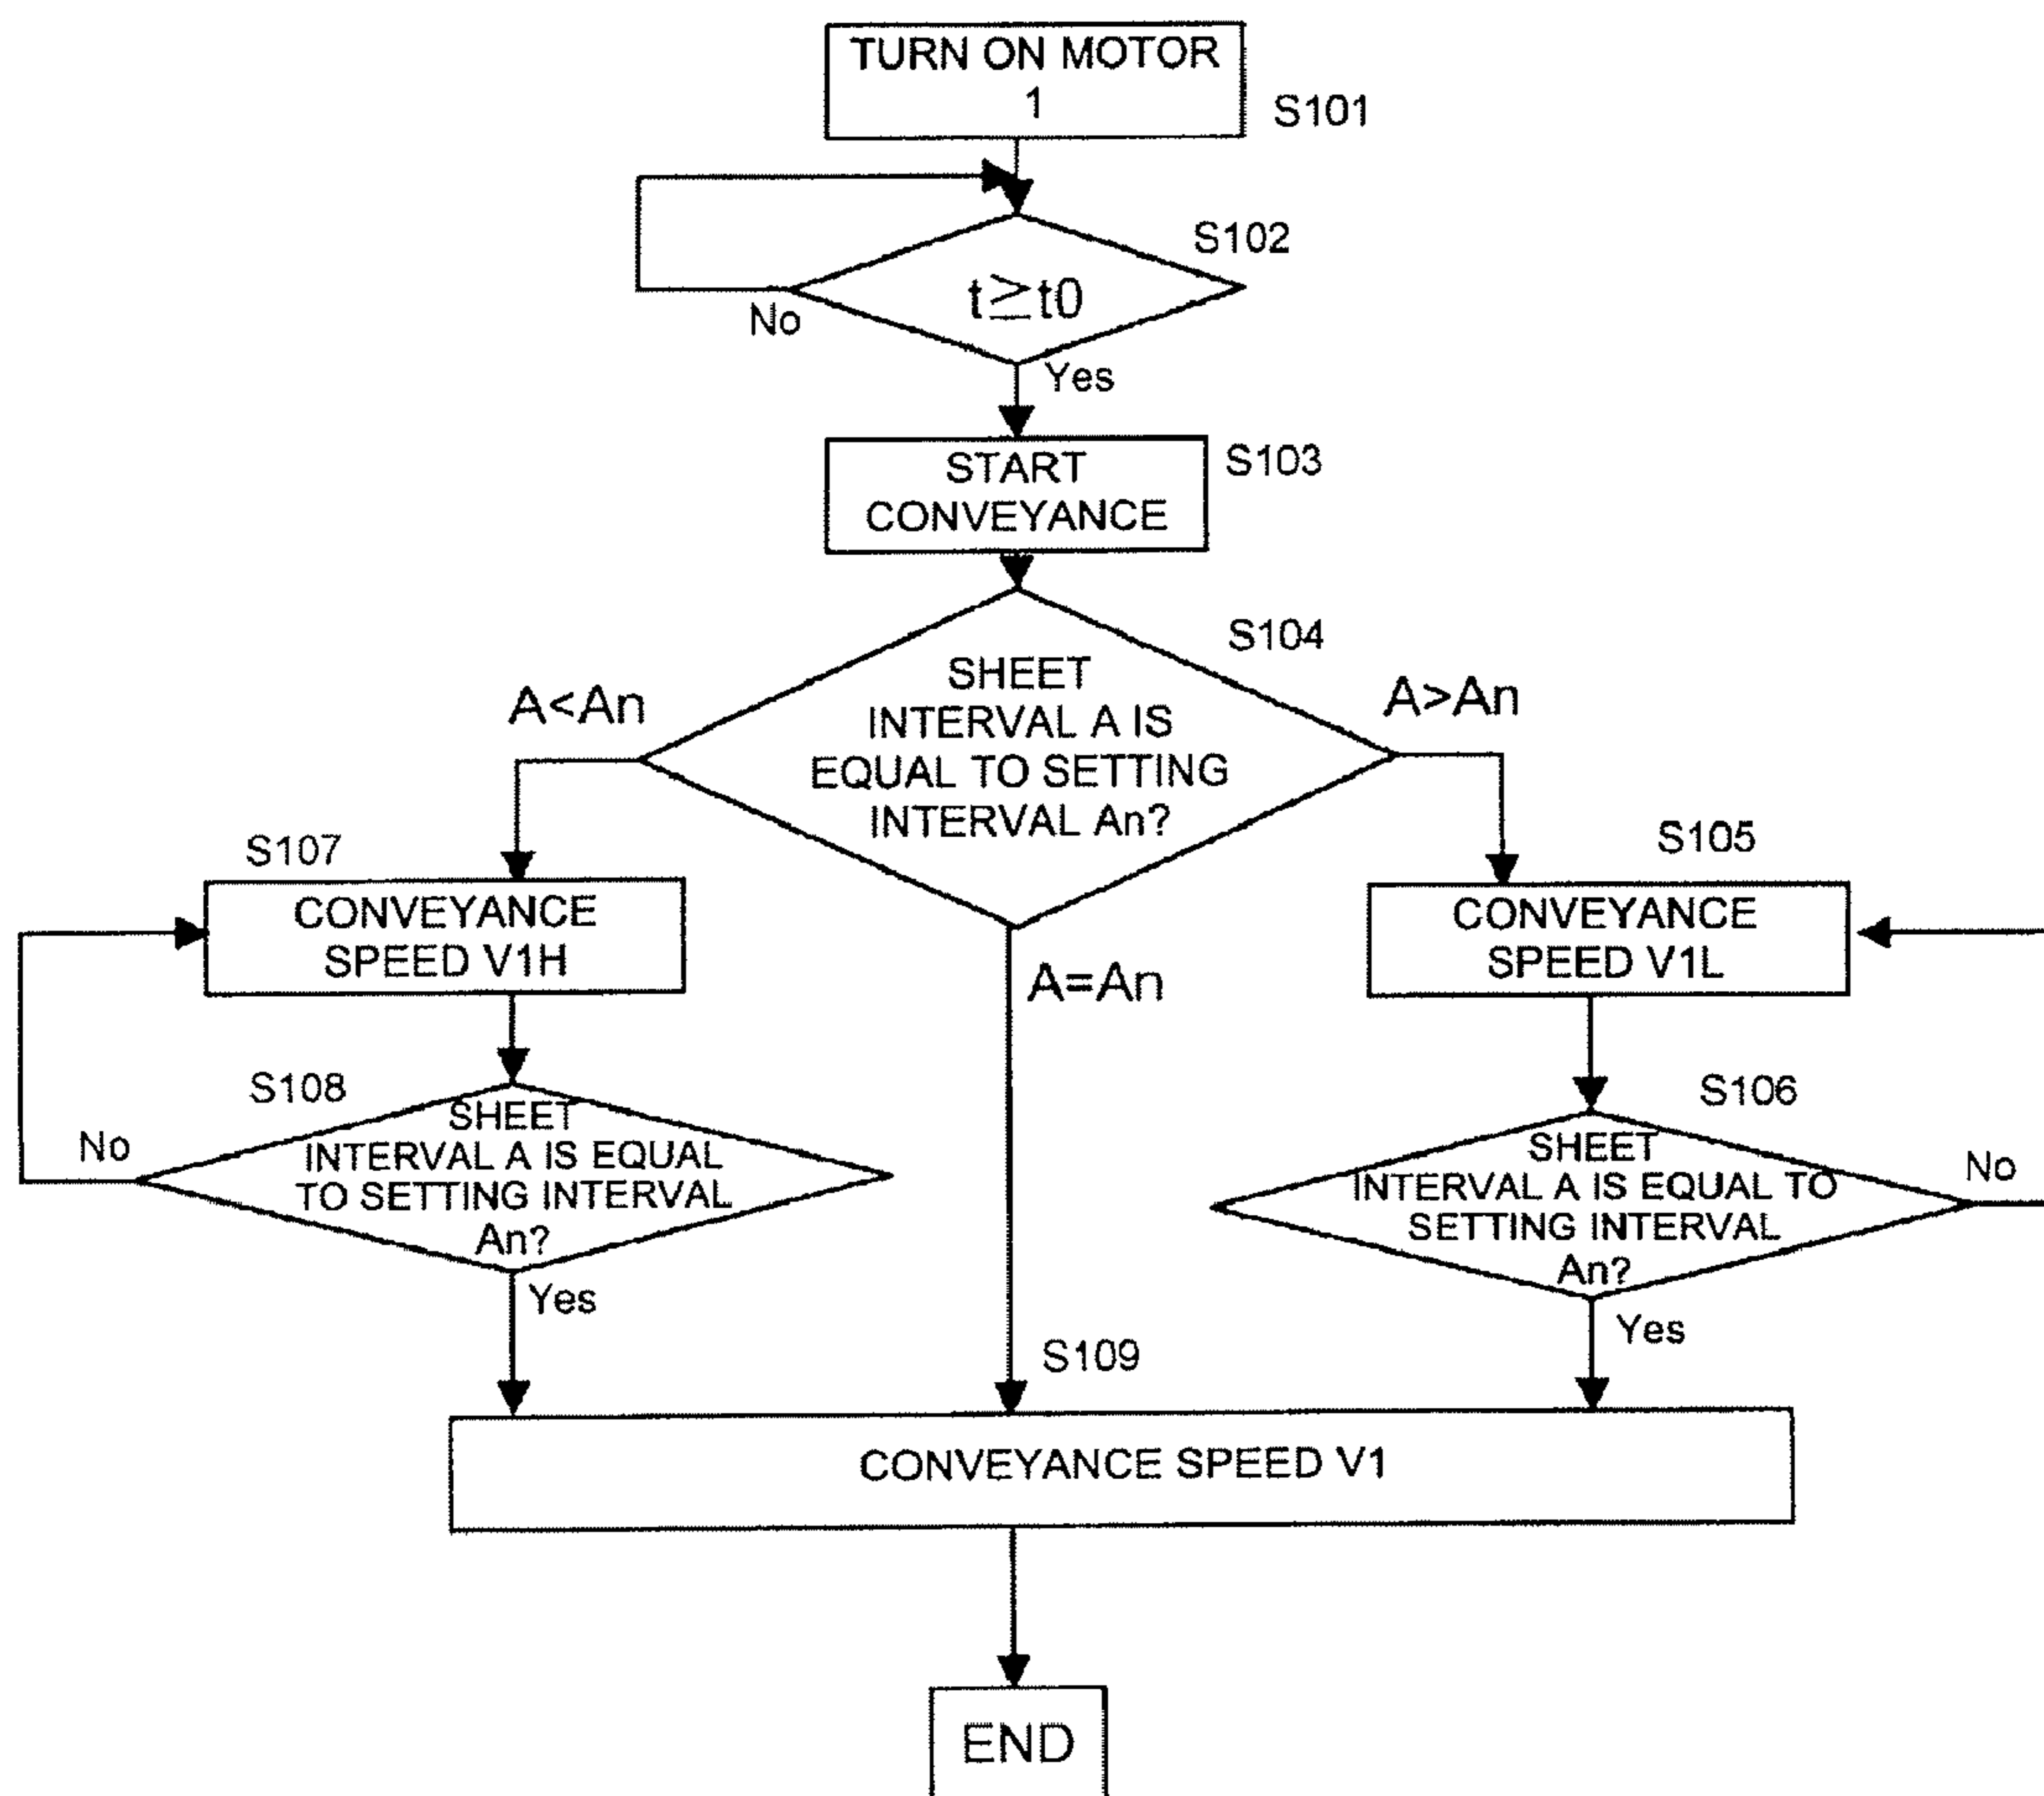 TURN ON MOTOR
1
S101
S102
t≥t0
No
Yes
START
CONVEYANCE
S103
S104
SHEET
INTERVAL A IS
EQUAL TO SETTING
INTERVAL An?
A<An
A>An
S107
CONVEYANCE
SPEED V1H
A=An
S105
CONVEYANCE
SPEED V1L
S108
SHEET
INTERVAL A IS EQUAL
TO SETTING INTERVAL
An?
No
Yes
S106
SHEET
INTERVAL A IS EQUAL TO
SETTING INTERVAL
An?
No
Yes
S109
CONVEYANCE SPEED V1
END